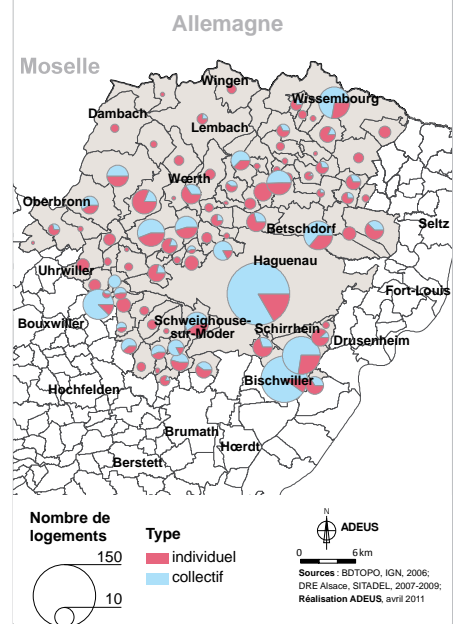 Allemagne
Moselle
Wingen
Wissembourg
Dambach
Lembach
Wœrth
Oberbronn
Betschdorf
Seltz
Haguenau
Uhrwiller
Fort-Louis
Bouxwiller
Schweighouse-
sur-Moder
Schirrhein
Drusenheim
Bischwiller
Hochfelden
Brumath
Hœrdt
Berstett
Nombre de
logements
150
10
Type
individuel
collectif
N
ADEUS
0 6 km
Sources : BDTOPO, IGN, 2006;
DRE Alsace, SITADEL, 2007-2009;
Réalisation ADEUS, avril 2011